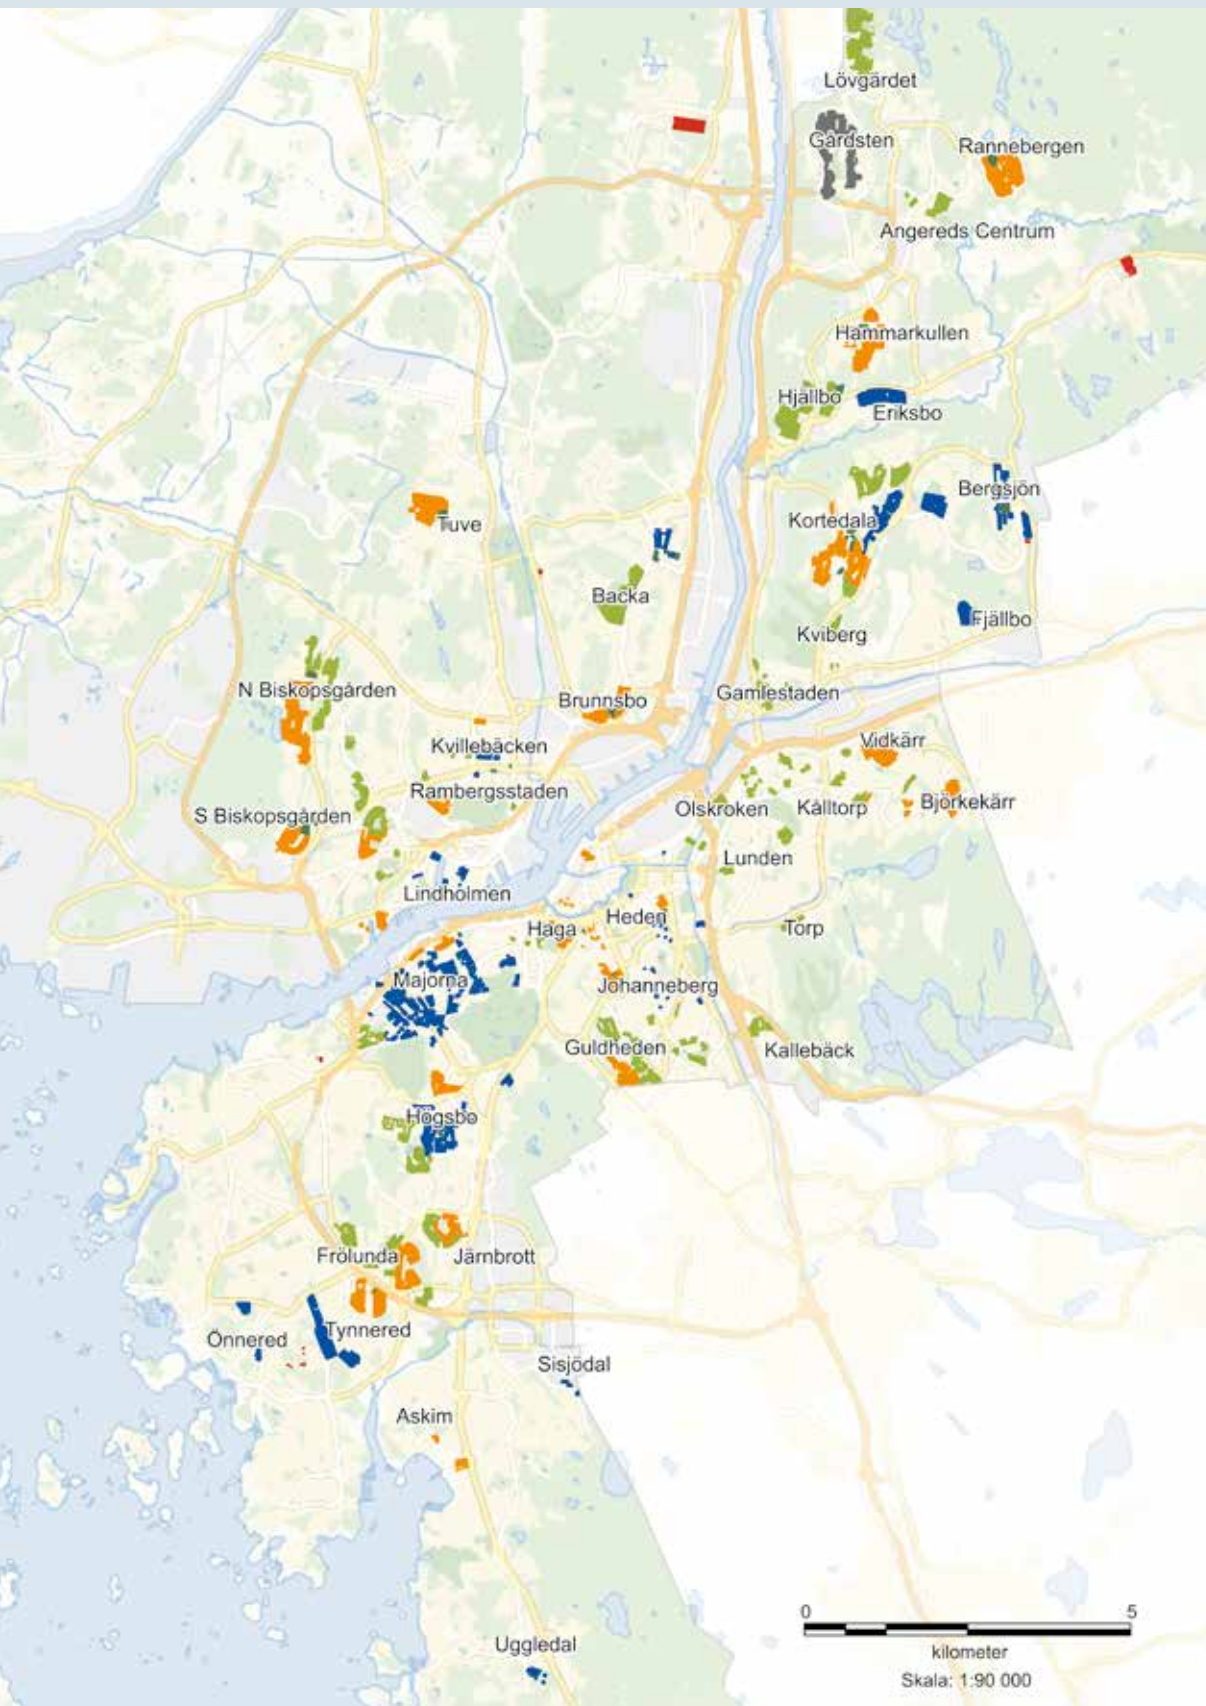 Lövgärdet
Gårdsten
Rannebergen
Angereds Centrum
Hammarkullen
Hjällbo
Eriksbo
Bergsjön
Kortedala
Tuve
Backa
Fjällbo
Kviberg
N Biskopsgården
Brunnsbo
Gamlestaden
Kvillebäcken
Vidkärr
Rambergsstaden
Olskroken
Kålltorp
Björkekärr
S Biskopsgården
Lunden
Lindholmen
Haga
Heden
Torp
Majorna
Johanneberg
Guldheden
Kallebäck
Högsbo
Frölunda
Järnbrott
Önnered
Tynnered
Sisjödal
Askim
0 5
kilometer
Skala: 1:90 000
Uggledal